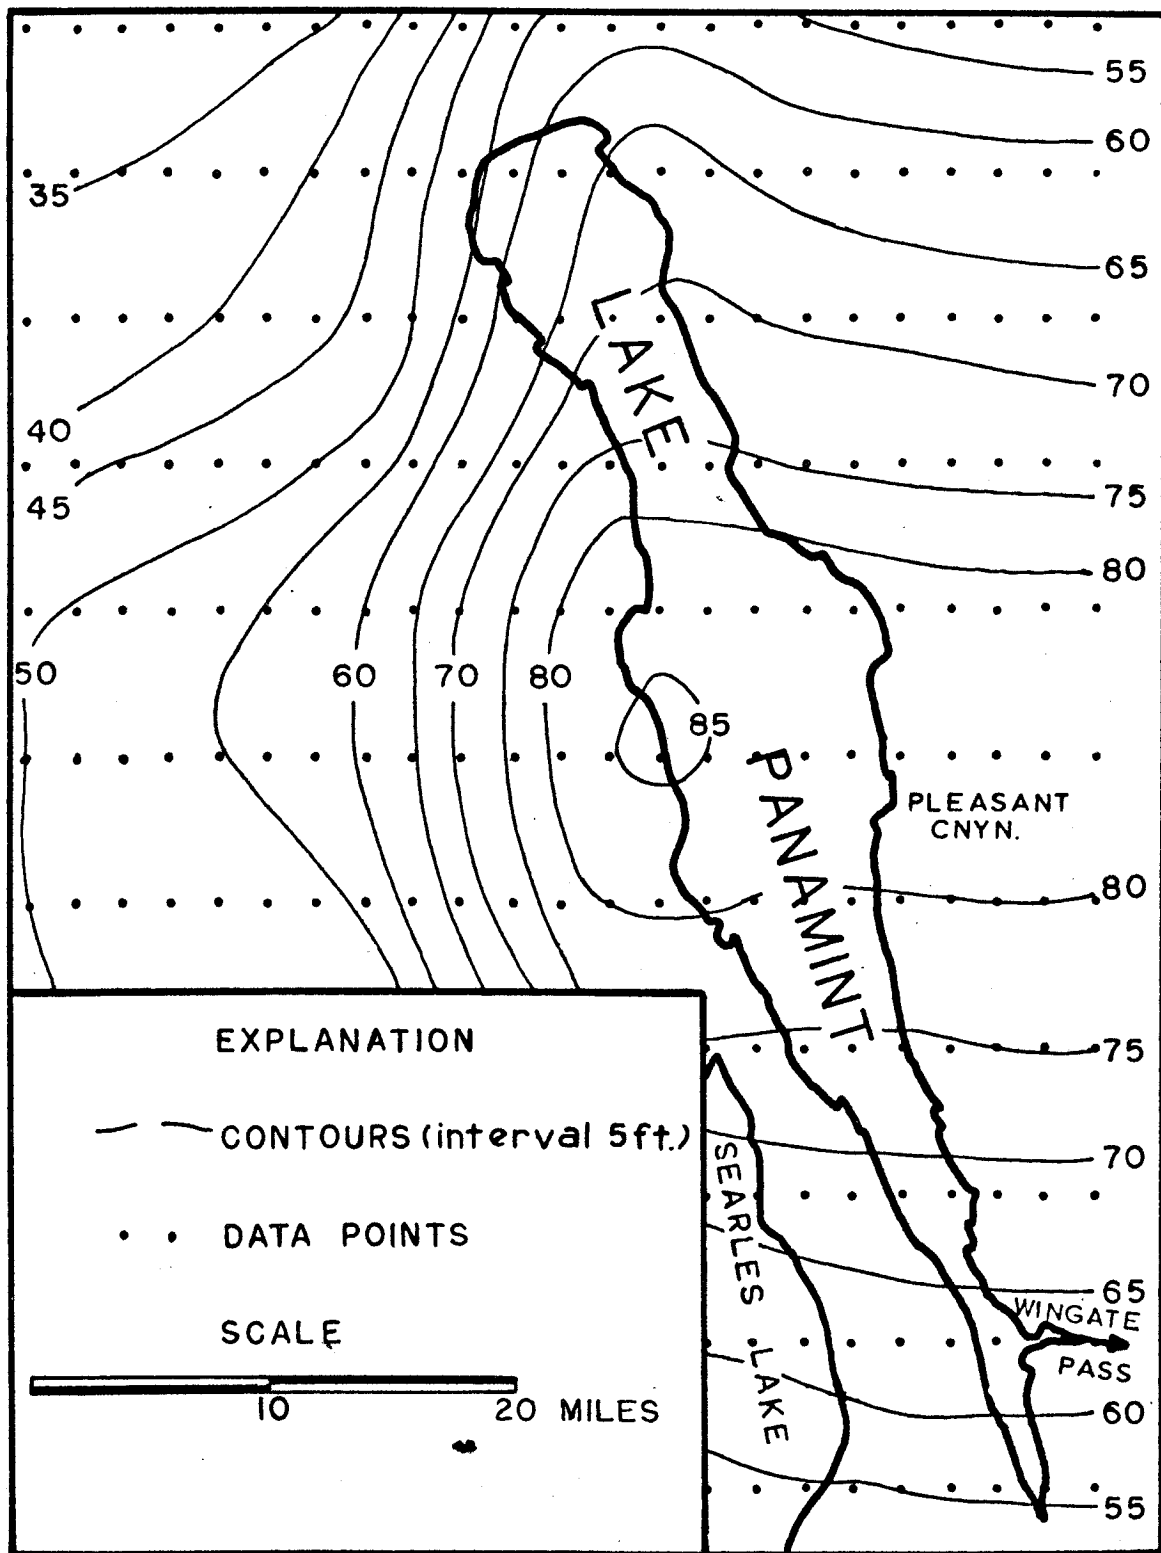 55
60
35
65
LAKE
70
40
75
45
80
50
60
70
80
85
PANAMINT
PLEASANT
CNYN.
80
EXPLANATION
75
CONTOURS (interval 5ft.)
70
SEARLES
DATA POINTS
65
WINGATE
SCALE
LAKE
PASS
10
20 MILES
60
55